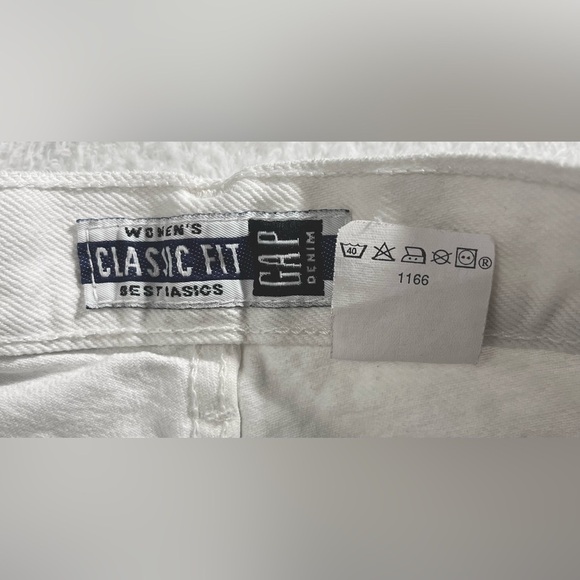 WOMEN'S
CLASSIC FIT
BEST BASICS
GAP
DENIM
40
®
1166